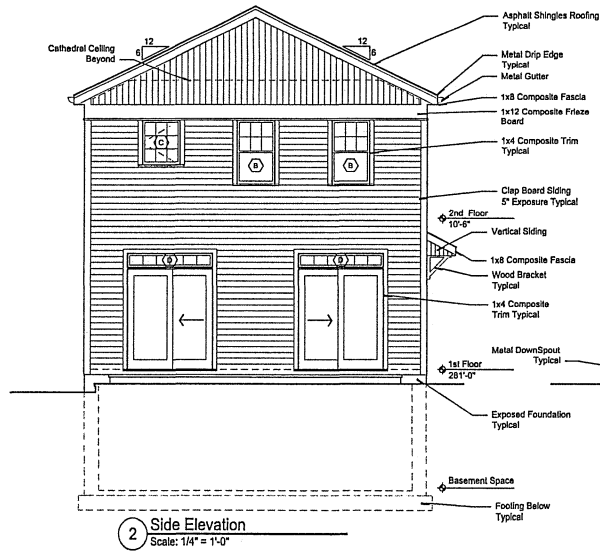 12
6
12
6
Cathedral Ceiling
Beyond
Asphalt Shingles Roofing
Typical
Metal Drip Edge
Typical
Metal Gutter
1x8 Composite Fascia
1x12 Composite Frieze
Board
1x4 Composite Trim
Typical
C
B
B
Clap Board Siding
5" Exposure Typical
2nd Floor
10'-6"
Vertical Siding
1x8 Composite Fascia
Wood Bracket
Typical
1x4 Composite
Trim Typical
Metal DownSpout
Typical
1st Floor
281'-0"
Exposed Foundation
Typical
Basement Space
Footing Below
Typical
2
Side Elevation
Scale: 1/4" = 1'-0"